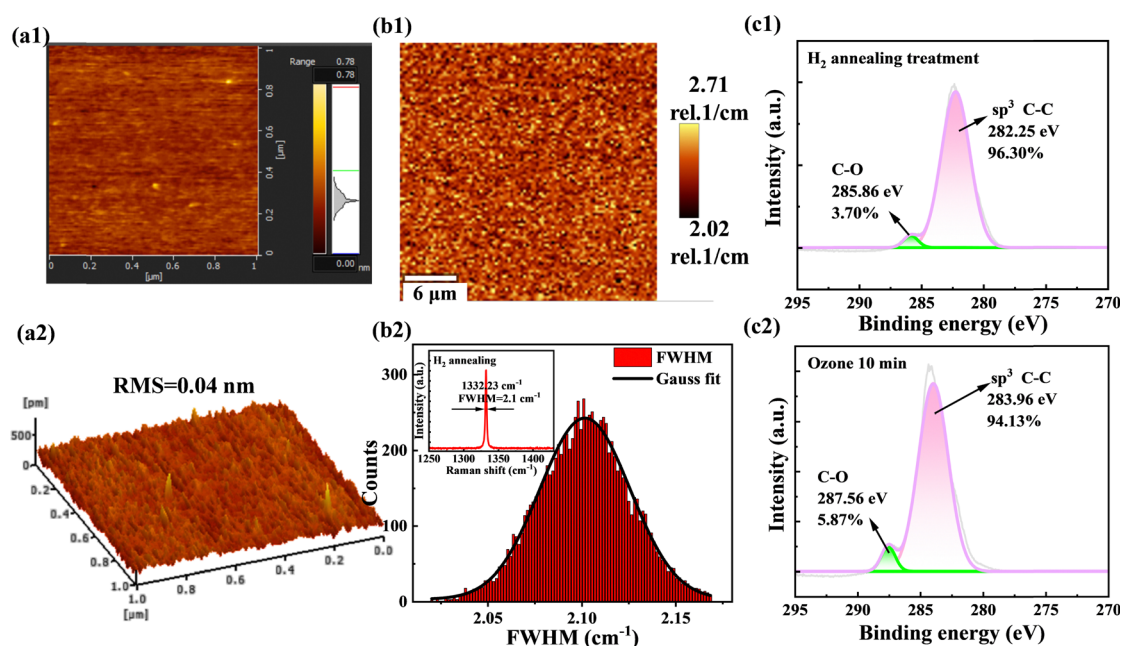 (a1)
Range 0.78
0.78
0.00 nm
1
0.8
0.6
[µm]
0.4
0.2
0
0 0.2 0.4 0.6 0.8 1
[µm]
(b1)
2.71
rel.1/cm
2.02
rel.1/cm
6 µm
(c1)
H2 annealing treatment
sp3 C-C
282.25 eV
96.30%
C-O
285.86 eV
3.70%
Intensity (a.u.)
295 290 285 280 275 270
Binding energy (eV)
(a2)
RMS=0.04 nm
[pm]
500
0
0.2
0.4
0.6
0.8
1.0
1.0 0.8 0.6 0.4 0.2 0.0
[µm]
(b2)
FWHM
Gauss fit
H2 annealing
1332.23 cm-1
FWHM=2.1 cm-1
Intensity (a.u.)
1250 1300 1350 1400
Raman shift (cm-1)
300
200
100
0
Counts
2.05 2.10 2.15
FWHM (cm-1)
(c2)
Ozone 10 min
sp3 C-C
283.96 eV
94.13%
C-O
287.56 eV
5.87%
Intensity (a.u.)
295 290 285 280 275 270
Binding energy (eV)